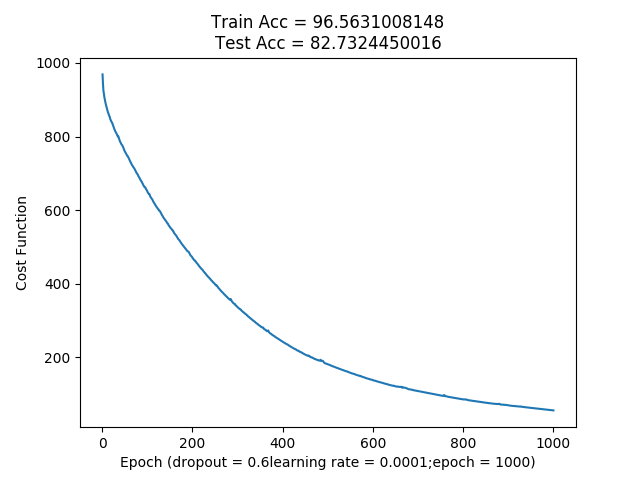 Train Acc = 96.5631008148
Test Acc = 82.7324450016
1000
800
600
400
200
Cost Function
0 200 400 600 800 1000
Epoch (dropout = 0.6learning rate = 0.0001;epoch = 1000)